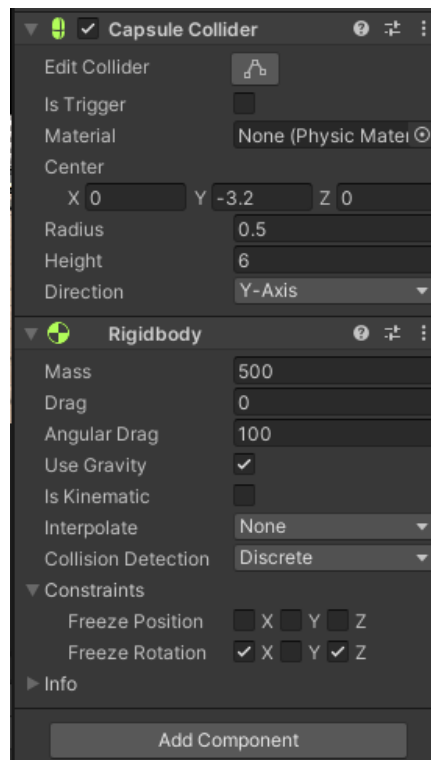 Capsule Collider
Edit Collider
Is Trigger
Material None (Physic Mater
Center
X 0 Y -3.2 Z 0
Radius 0.5
Height 6
Direction Y-Axis
Rigidbody
Mass 500
Drag 0
Angular Drag 100
Use Gravity
Is Kinematic
Interpolate None
Collision Detection Discrete
Constraints
Freeze Position X Y Z
Freeze Rotation X Y Z
Info
Add Component